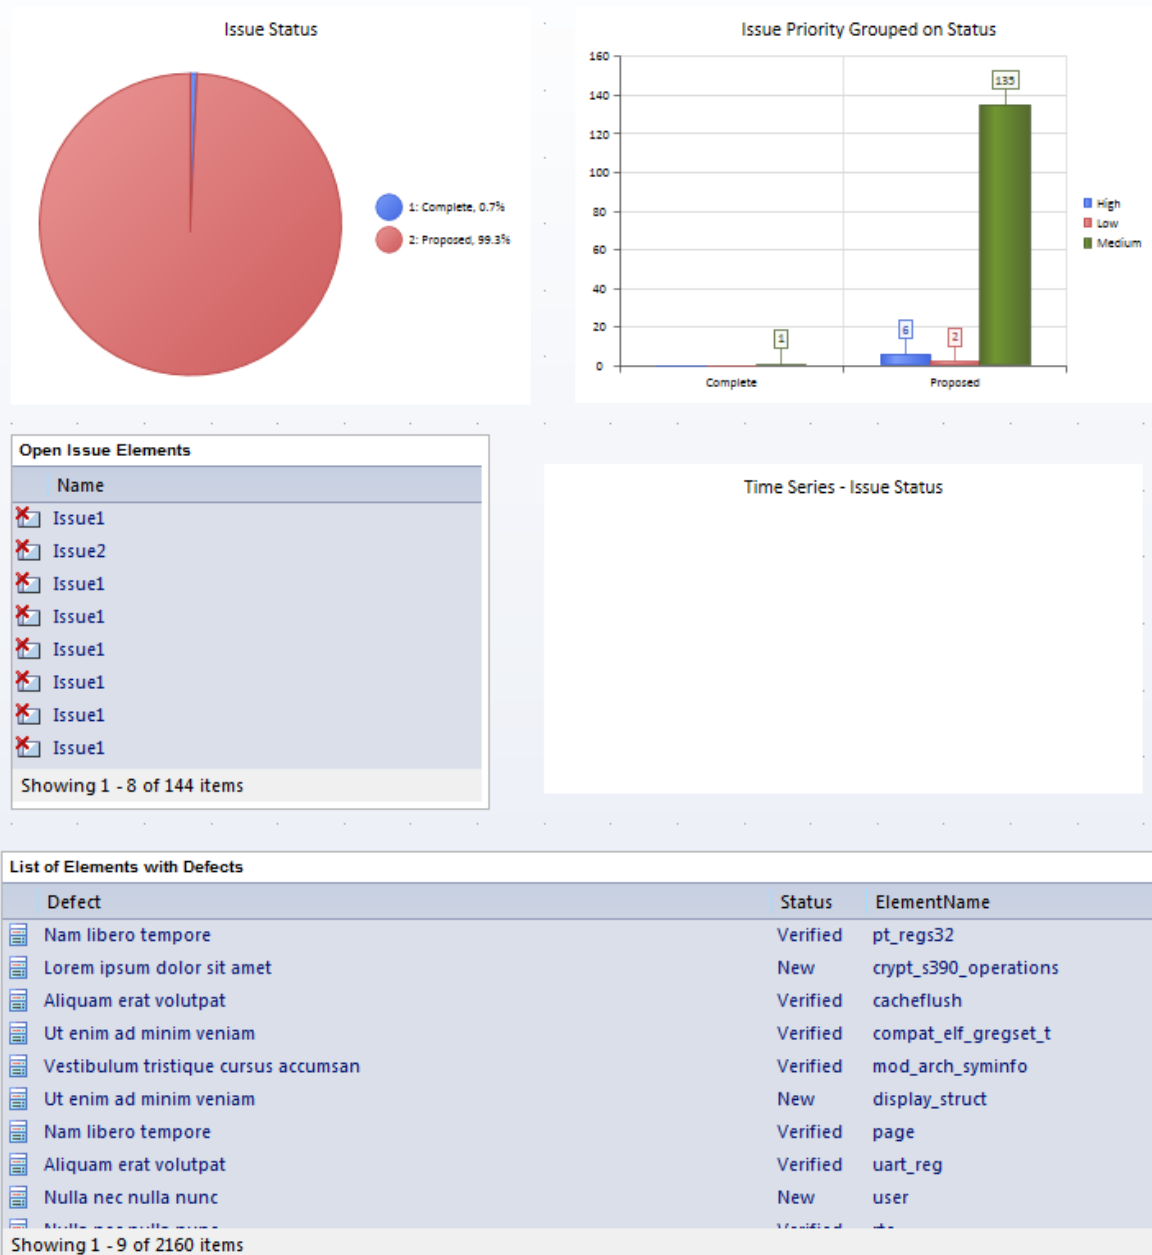 Issue Status
1: Complete, 0.7%
2: Proposed, 99.3%
Issue Priority Grouped on Status
160
140
120
100
80
60
40
20
0
1
6
2
135
Complete
Proposed
High
Low
Medium
Open Issue Elements
Name
Issue1
Issue2
Issue1
Issue1
Issue1
Issue1
Issue1
Issue1
Showing 1 - 8 of 144 items
Time Series - Issue Status
List of Elements with Defects
Defect Status ElementName
Nam libero tempore Verified pt_regs32
Lorem ipsum dolor sit amet New crypt_s390_operations
Aliquam erat volutpat Verified cacheflush
Ut enim ad minim veniam Verified compat_elf_gregset_t
Vestibulum tristique cursus accumsan Verified mod_arch_syminfo
Ut enim ad minim veniam New display_struct
Nam libero tempore Verified page
Aliquam erat volutpat Verified uart_reg
Nulla nec nulla nunc New user
Nulla nec nulla nunc Verified
Showing 1 - 9 of 2160 items